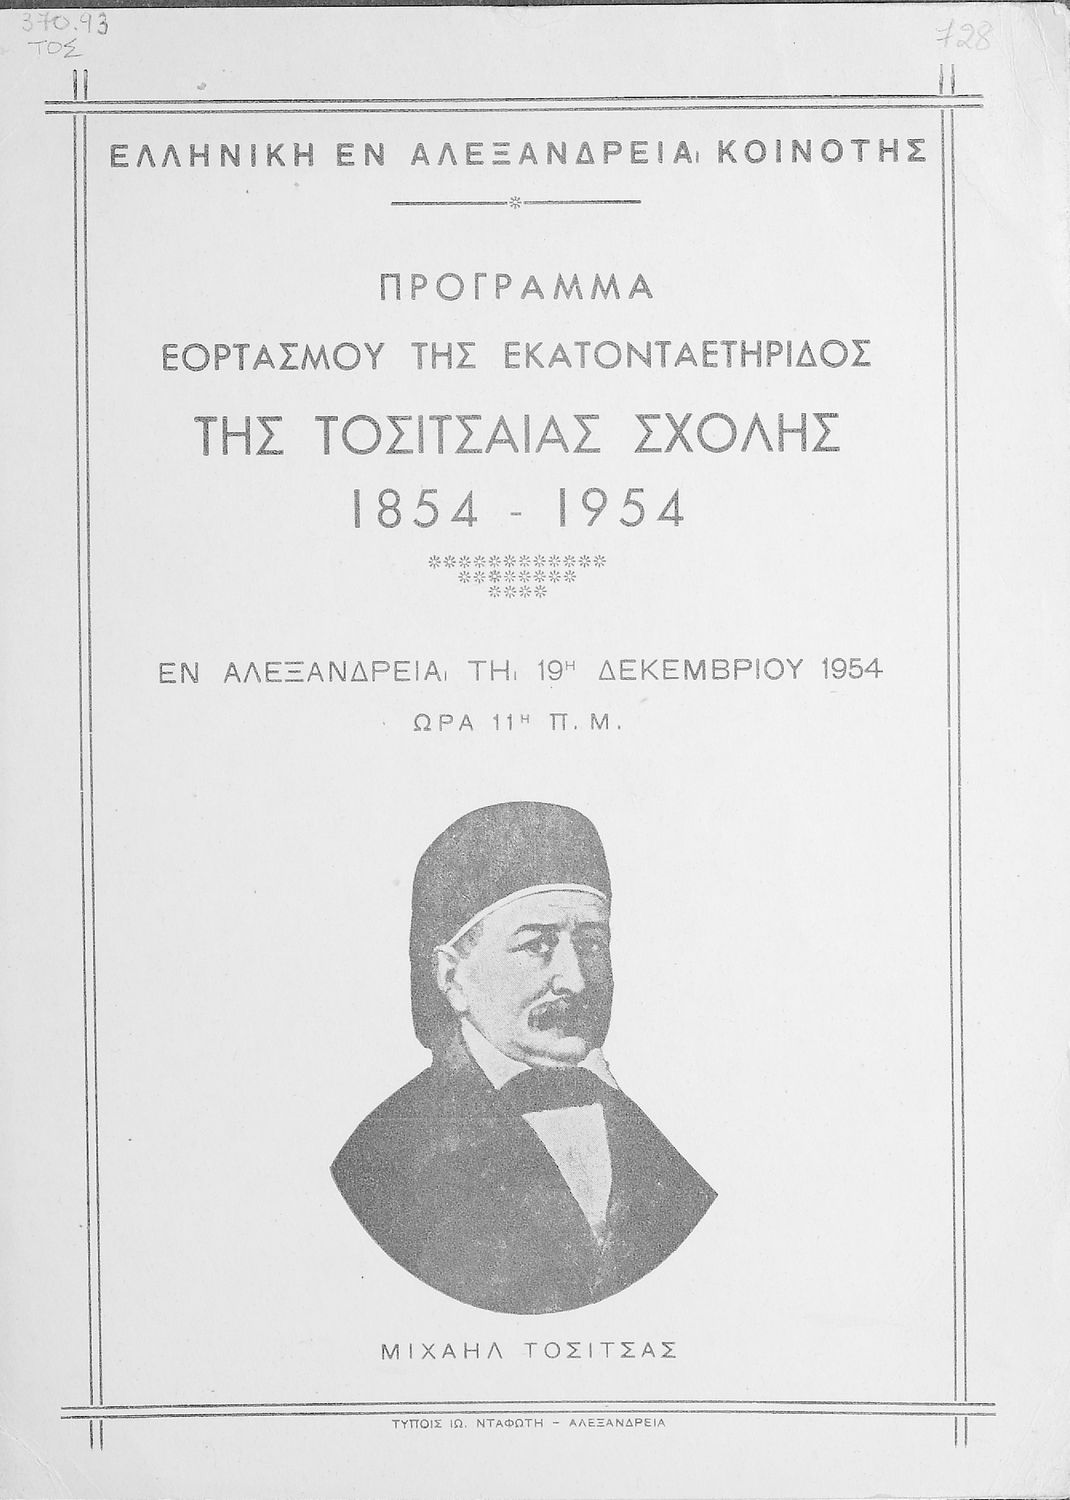 370.93
ΤΟΣ
728
ΕΛΛΗΝΙΚΗ ΕΝ ΑΛΕΞΑΝΔΡΕΙΑι ΚΟΙΝΟΤΗΣ
ΠΡΟΓΡΑΜΜΑ
ΕΟΡΤΑΣΜΟΥ ΤΗΣ ΕΚΑΤΟΝΤΑΕΤΗΡΙΔΟΣ
ΤΗΣ ΤΟΣΙΤΣΑΙΑΣ ΣΧΟΛΗΣ
1854 - 1954
ΕΝ ΑΛΕΞΑΝΔΡΕΙΑι ΤΗι 19Η ΔΕΚΕΜΒΡΙΟΥ 1954
ΩΡΑ 11Η Π. Μ.
ΜΙΧΑΗΛ ΤΟΣΙΤΣΑΣ
ΤΥΠΟΙΣ ΙΩ. ΝΤΑΦΩΤΗ – ΑΛΕΞΑΝΔΡΕΙΑ